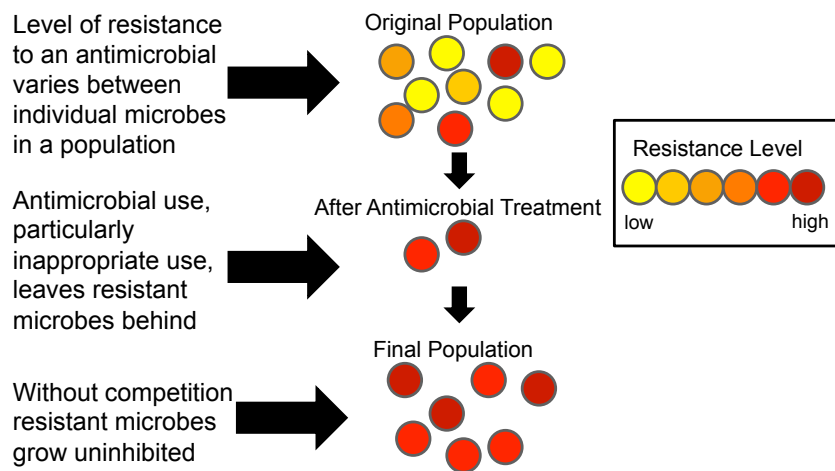 Level of resistance
to an antimicrobial
varies between
individual microbes
in a population
Original Population
Resistance Level
low
high
Antimicrobial use,
particularly
inappropriate use,
leaves resistant
microbes behind
After Antimicrobial Treatment
Without competition
resistant microbes
grow uninhibited
Final Population